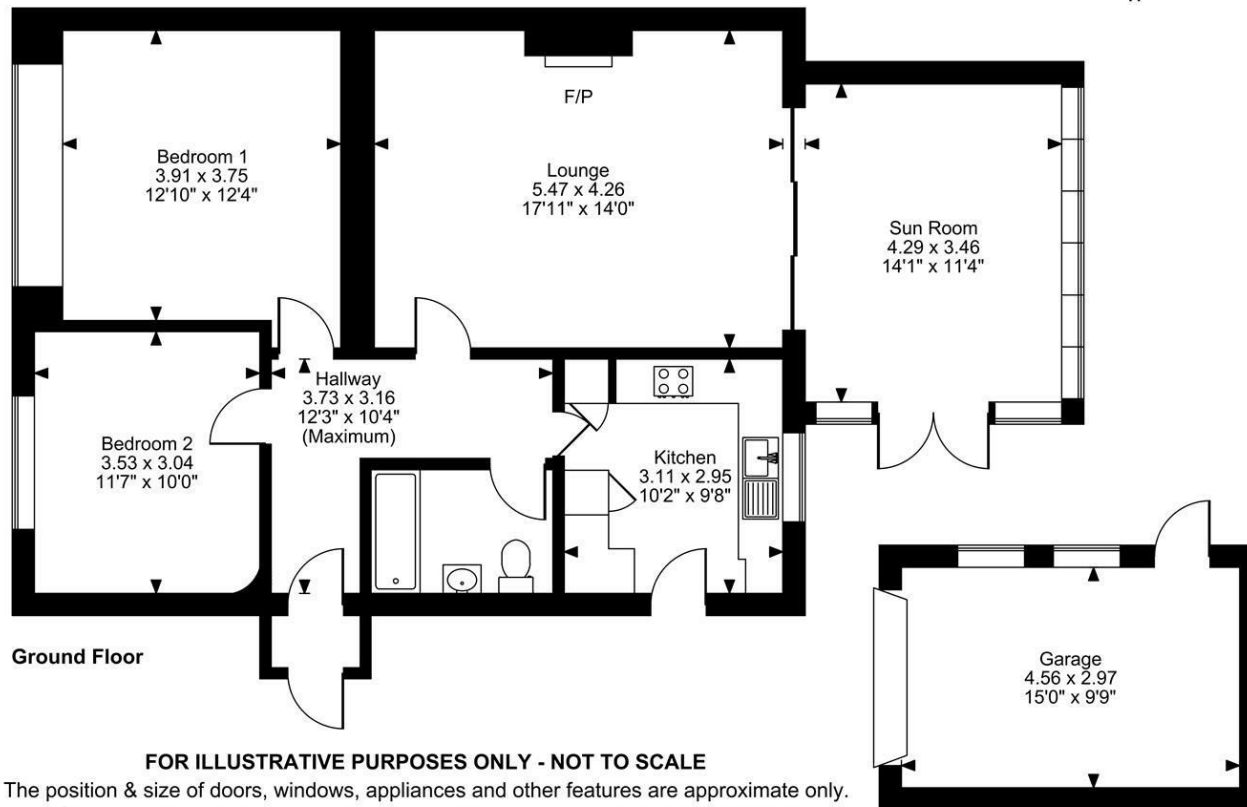 Bedroom 1
3.91 x 3.75
12'10" x 12'4"
F/P
Lounge
5.47 x 4.26
17'11" x 14'0"
Sun Room
4.29 x 3.46
14'1" x 11'4"
Hallway
3.73 x 3.16
12'3" x 10'4"
(Maximum)
Bedroom 2
3.53 x 3.04
11'7" x 10'0"
Kitchen
3.11 x 2.95
10'2" x 9'8"
Ground Floor
Garage
4.56 x 2.97
15'0" x 9'9"
FOR ILLUSTRATIVE PURPOSES ONLY - NOT TO SCALE
The position & size of doors, windows, appliances and other features are approximate only.